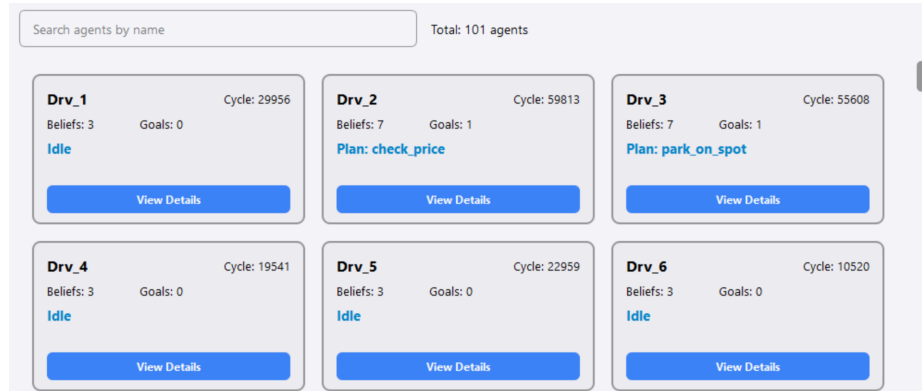 Search agents by name
Total: 101 agents
Drv_1
Cycle: 29956
Beliefs: 3
Goals: 0
Idle
View Details
Drv_2
Cycle: 59813
Beliefs: 7
Goals: 1
Plan: check_price
View Details
Drv_3
Cycle: 55608
Beliefs: 7
Goals: 1
Plan: park_on_spot
View Details
Drv_4
Cycle: 19541
Beliefs: 3
Goals: 0
Idle
View Details
Drv_5
Cycle: 22959
Beliefs: 3
Goals: 0
Idle
View Details
Drv_6
Cycle: 10520
Beliefs: 3
Goals: 0
Idle
View Details